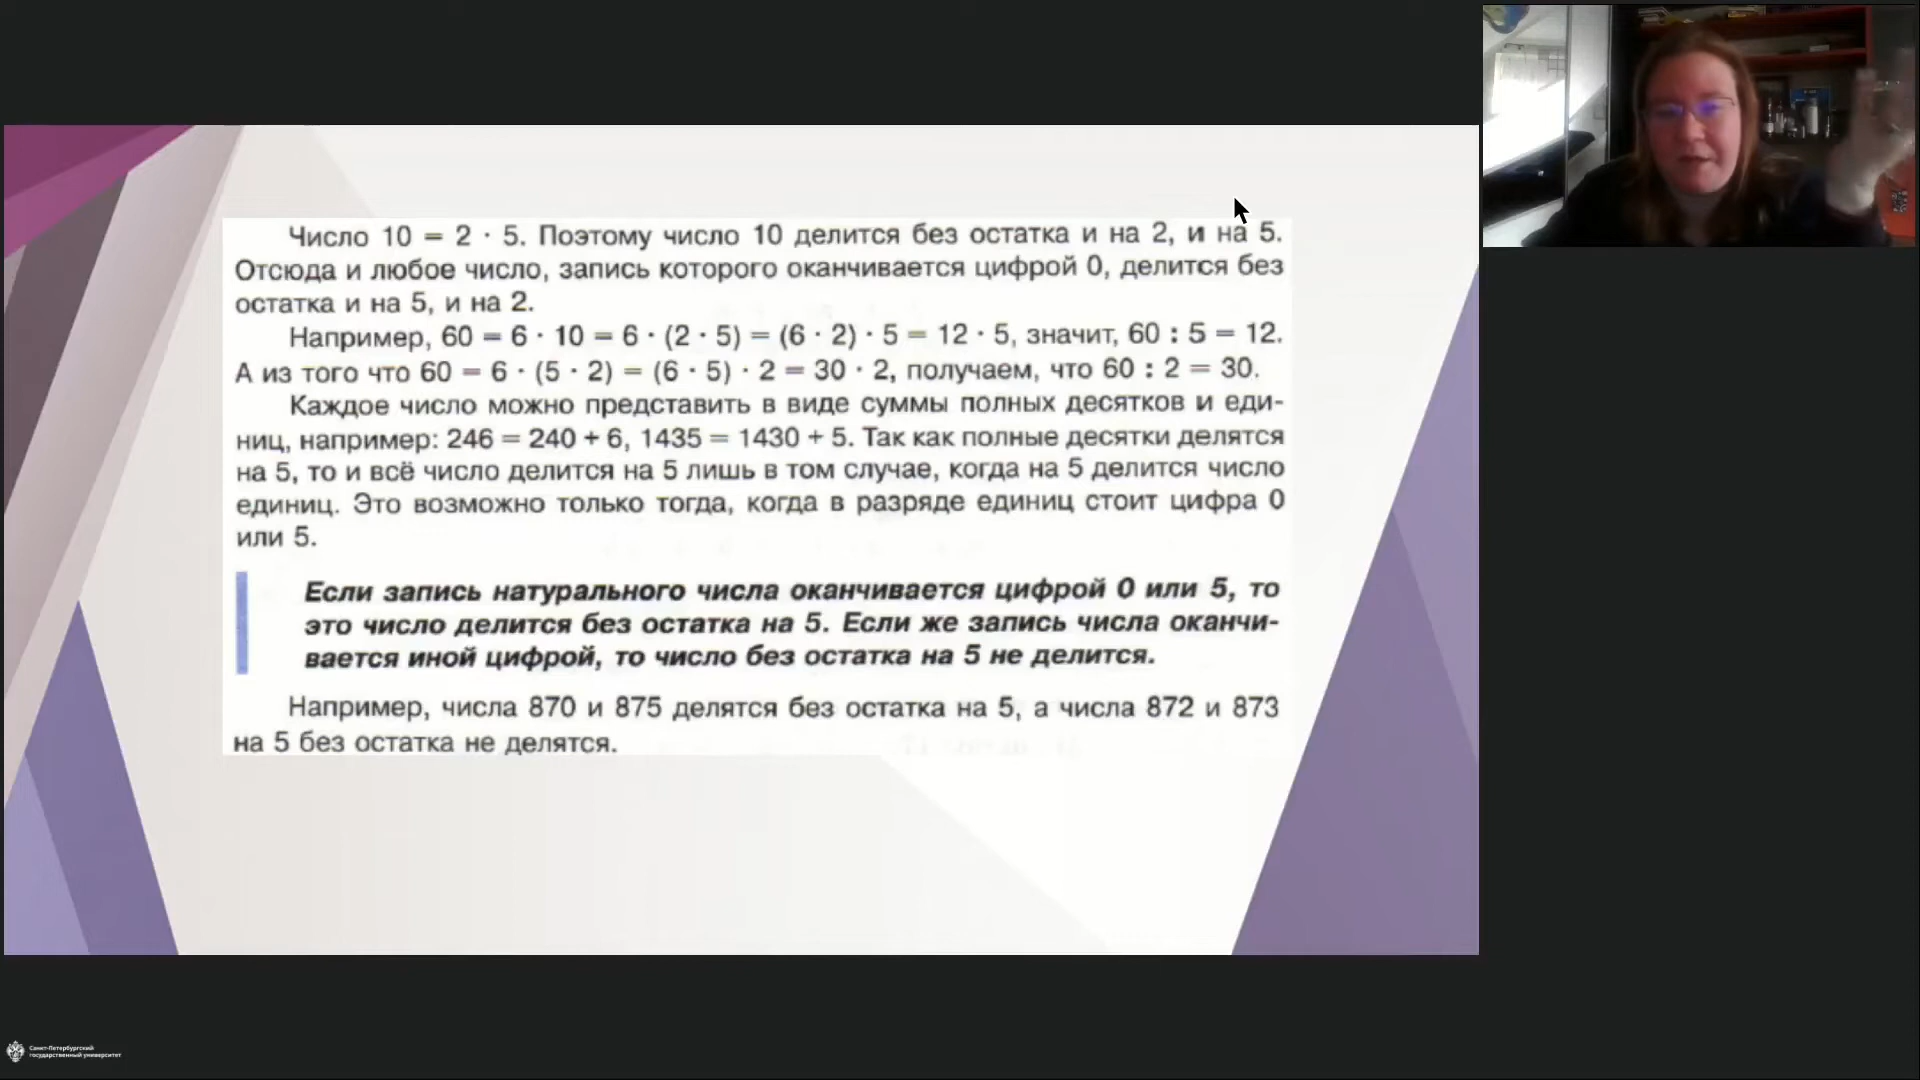 Число 10 = 2 · 5. Поэтому число 10 делится без остатка и на 2, и на 5.
Отсюда и любое число, запись которого оканчивается цифрой 0, делится без
остатка и на 5, и на 2.
Например, 60 = 6 · 10 = 6 · (2 · 5) = (6 · 2) · 5 = 12 · 5, значит, 60 : 5 = 12.
А из того что 60 = 6 · (5 · 2) = (6 · 5) · 2 = 30 · 2, получаем, что 60 : 2 = 30.
Каждое число можно представить в виде суммы полных десятков и еди-
ниц, например: 246 = 240 + 6, 1435 = 1430 + 5. Так как полные десятки делятся
на 5, то и всё число делится на 5 лишь в том случае, когда на 5 делится число
единиц. Это возможно только тогда, когда в разряде единиц стоит цифра 0
или 5.
Если запись натурального числа оканчивается цифрой 0 или 5, то
это число делится без остатка на 5. Если же запись числа оканчи-
вается иной цифрой, то число без остатка на 5 не делится.
Например, числа 870 и 875 делятся без остатка на 5, а числа 872 и 873
на 5 без остатка не делятся.
Санкт-Петербургский
государственный университет